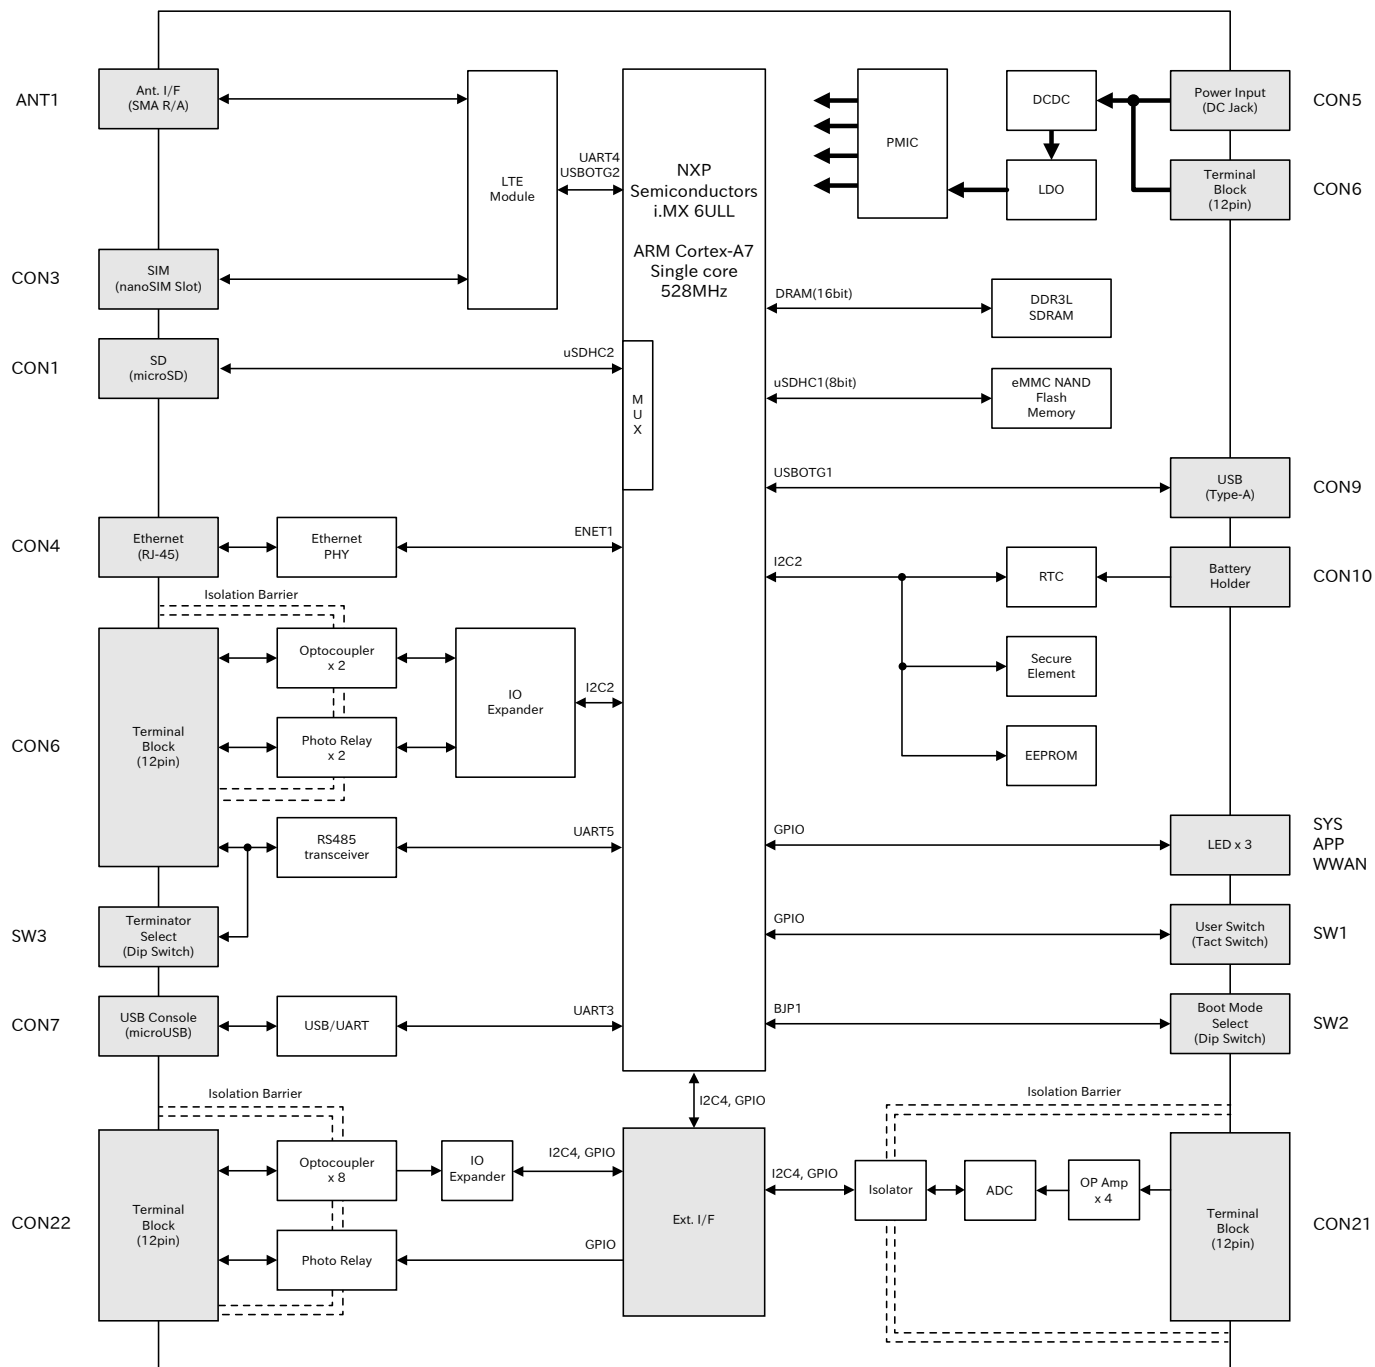 ANT1
Ant. I/F
(SMA R/A)
LTE
Module
UART4
USBOTG2
NXP
Semiconductors
i.MX 6ULL
ARM Cortex-A7
Single core
528MHz
PMIC
DCDC
LDO
Power Input
(DC Jack)
CON5
Terminal
Block
(12pin)
CON6
CON3
SIM
(nanoSIM Slot)
DRAM(16bit)
DDR3L
SDRAM
CON1
SD
(microSD)
uSDHC2
M
U
X
uSDHC1(8bit)
eMMC NAND
Flash
Memory
USBOTG1
USB
(Type-A)
CON9
CON4
Ethernet
(RJ-45)
Ethernet
PHY
ENET1
I2C2
RTC
Battery
Holder
CON10
Isolation Barrier
CON6
Terminal
Block
(12pin)
Optocoupler
x 2
Photo Relay
x 2
IO
Expander
I2C2
Secure
Element
EEPROM
RS485
transceiver
UART5
GPIO
LED x 3
SYS
APP
WWAN
SW3
Terminator
Select
(Dip Switch)
GPIO
User Switch
(Tact Switch)
SW1
CON7
USB Console
(microUSB)
USB/UART
UART3
BJP1
Boot Mode
Select
(Dip Switch)
SW2
I2C4, GPIO
Isolation Barrier
CON22
Terminal
Block
(12pin)
Optocoupler
x 8
IO
Expander
I2C4, GPIO
Photo Relay
GPIO
Ext. I/F
Isolation Barrier
I2C4, GPIO
Isolator
ADC
OP Amp
x 4
Terminal
Block
(12pin)
CON21